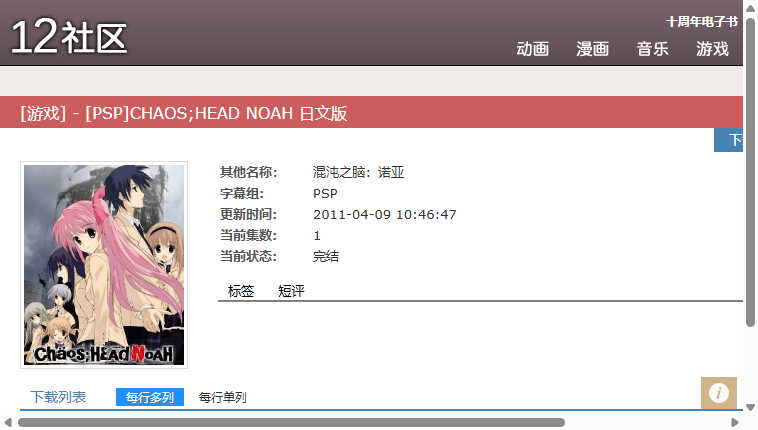 12社区
十周年电子书
动画 漫画 音乐 游戏
[游戏] - [PSP]CHAOS;HEAD NOAH 日文版
下
其他名称： 混沌之脑：诺亚
字幕组： PSP
更新时间： 2011-04-09 10:46:47
当前集数： 1
当前状态： 完结
标签 短评
CHAOS;HEAD NOAH
下载列表 每行多列 每行单列
i